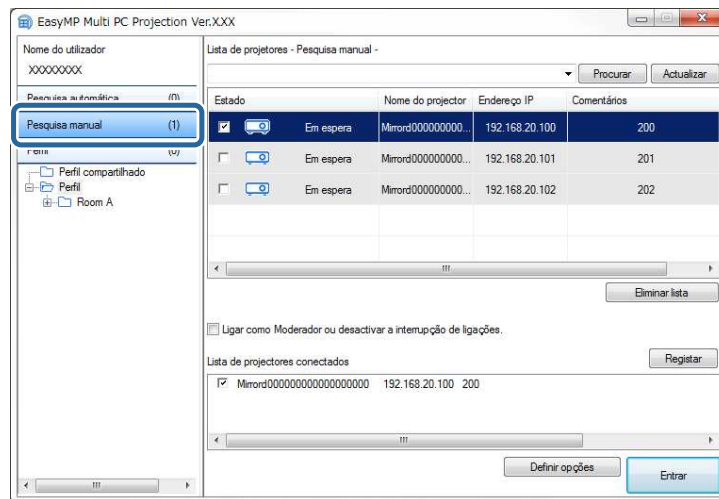 EasyMP Multi PC Projection Ver.XXX
Nome do utilizador
XXXXXXXX
Pesquisa automática (0)
Pesquisa manual (1)
Perfil (0)
Perfil compartilhado
Perfil
Room A
Lista de projetores - Pesquisa manual -
Procurar Actualizar
Estado Nome do projector Endereço IP Comentários
Em espera Mirrord000000000... 192.168.20.100 200
Em espera Mirrord000000000... 192.168.20.101 201
Em espera Mirrord000000000... 192.168.20.102 202
Eliminar lista
Ligar como Moderador ou desactivar a interrupção de ligações.
Lista de projectores conectados Registar
Mirrord000000000000000000 192.168.20.100 200
Definir opções Entrar